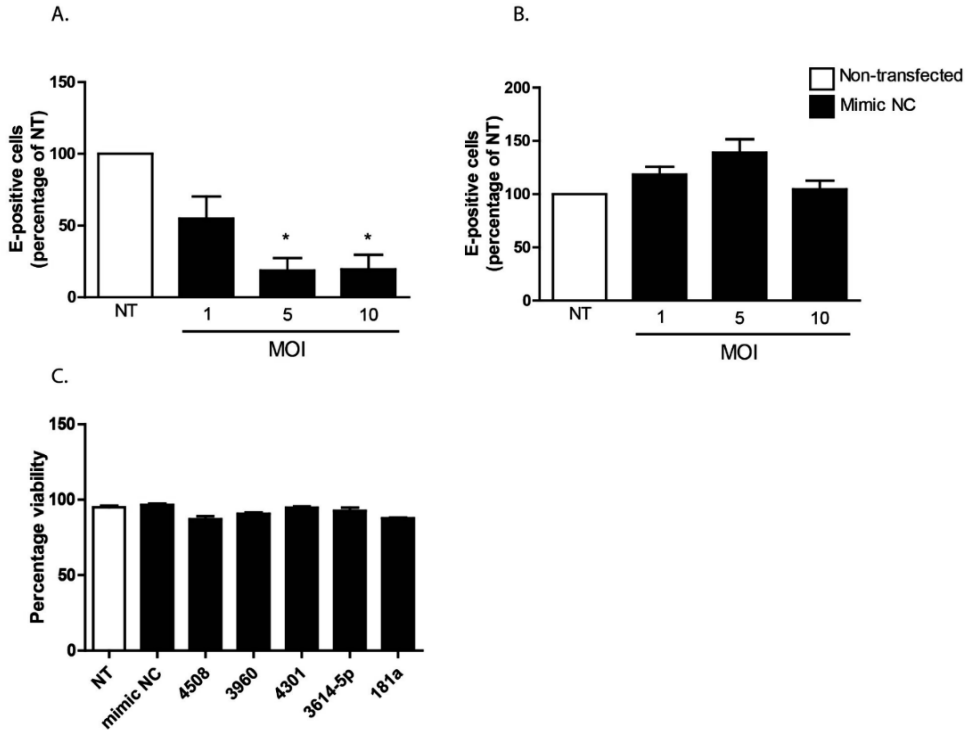 A.
E-positive cells
(percentage of NT)
150
100
50
0
NT
1
5
10
*
*
MOI
B.
E-positive cells
(percentage of NT)
200
150
100
50
0
NT
1
5
10
MOI
Non-transfected
Mimic NC
C.
Percentage viability
150
100
50
0
NT
mimic NC
4508
3960
4301
3614-5p
181a